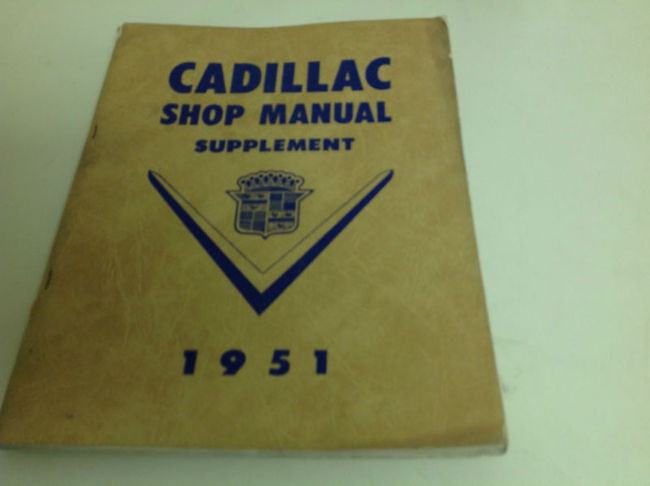 CADILLAC
SHOP MANUAL
SUPPLEMENT
1951